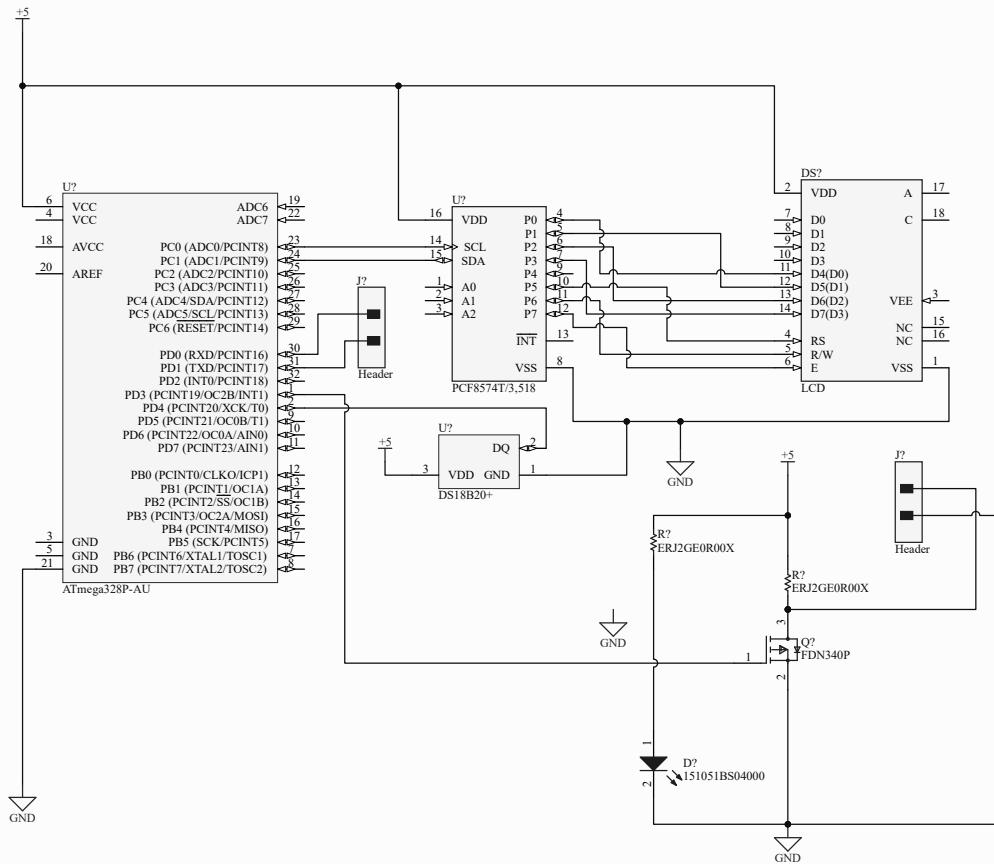 +5
U?
6 VCC
4 VCC
18 AVCC
20 AREF
3 GND
5 GND
21 GND
ADC6 19
ADC7 22
PC0 (ADC0/PCINT8) 23
PC1 (ADC1/PCINT9) 24
PC2 (ADC2/PCINT10) 25
PC3 (ADC3/PCINT11) 26
PC4 (ADC4/SDA/PCINT12) 27
PC5 (ADC5/SCL/PCINT13) 28
PC6 (RESET/PCINT14) 29
PD0 (RXD/PCINT16) 30
PD1 (TXD/PCINT17) 31
PD2 (INT0/PCINT18) 32
PD3 (PCINT19/OC2B/INT1) 1
PD4 (PCINT20/XCK/T0) 2
PD5 (PCINT21/OC0B/T1) 9
PD6 (PCINT22/OC0A/AIN0) 10
PD7 (PCINT23/AIN1) 11
PB0 (PCINT0/CLKO/ICP1) 12
PB1 (PCINT1/OC1A) 13
PB2 (PCINT2/SS/OC1B) 14
PB3 (PCINT3/OC2A/MOSI) 15
PB4 (PCINT4/MISO) 16
PB5 (SCK/PCINT5) 17
PB6 (PCINT6/XTAL1/TOSC1) 7
PB7 (PCINT7/XTAL2/TOSC2) 8
ATmega328P-AU
GND
J?
Header
U?
16 VDD
14 SCL
15 SDA
1 A0
2 A1
3 A2
P0 4
P1 5
P2 6
P3 7
P4 9
P5 10
P6 11
P7 12
INT 13
VSS 8
PCF8574T/3,518
U?
+5
3 VDD
DQ 2
GND 1
DS18B20+
GND
DS?
2 VDD
7 D0
8 D1
9 D2
10 D3
11 D4(D0)
12 D5(D1)
13 D6(D2)
14 D7(D3)
4 RS
5 R/W
6 E
A 17
C 18
VEE 3
NC 15
NC 16
VSS 1
LCD
+5
J?
Header
R?
ERJ2GE0R00X
R?
ERJ2GE0R00X
GND
3
1
2
Q?
FDN340P
1
2
D?
151051BS04000
GND